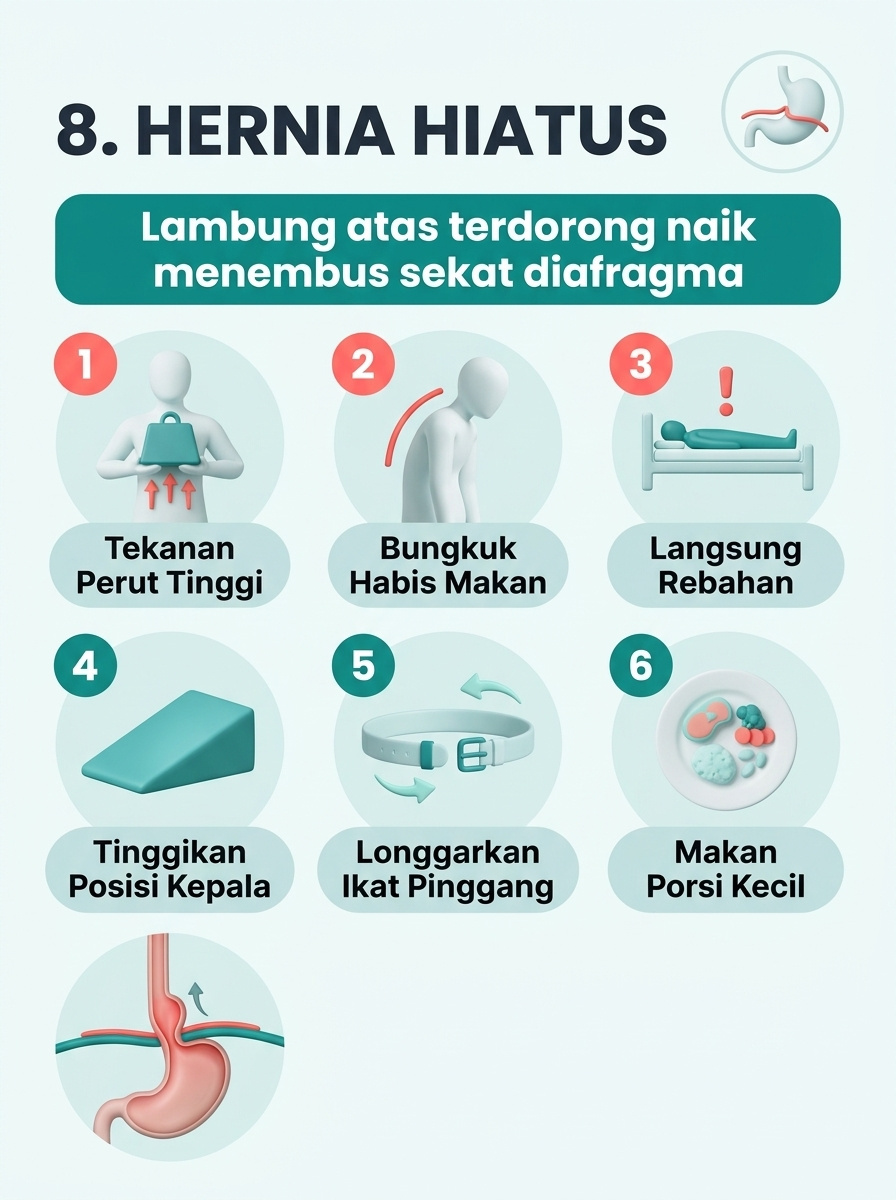 8. HERNIA HIATUS
Lambung atas terdorong naik
menembus sekat diafragma
1
Tekanan
Perut Tinggi
2
Bungkuk
Habis Makan
3
Langsung
Rebahan
4
Tinggikan
Posisi Kepala
5
Longgarkan
Ikat Pinggang
6
Makan
Porsi Kecil